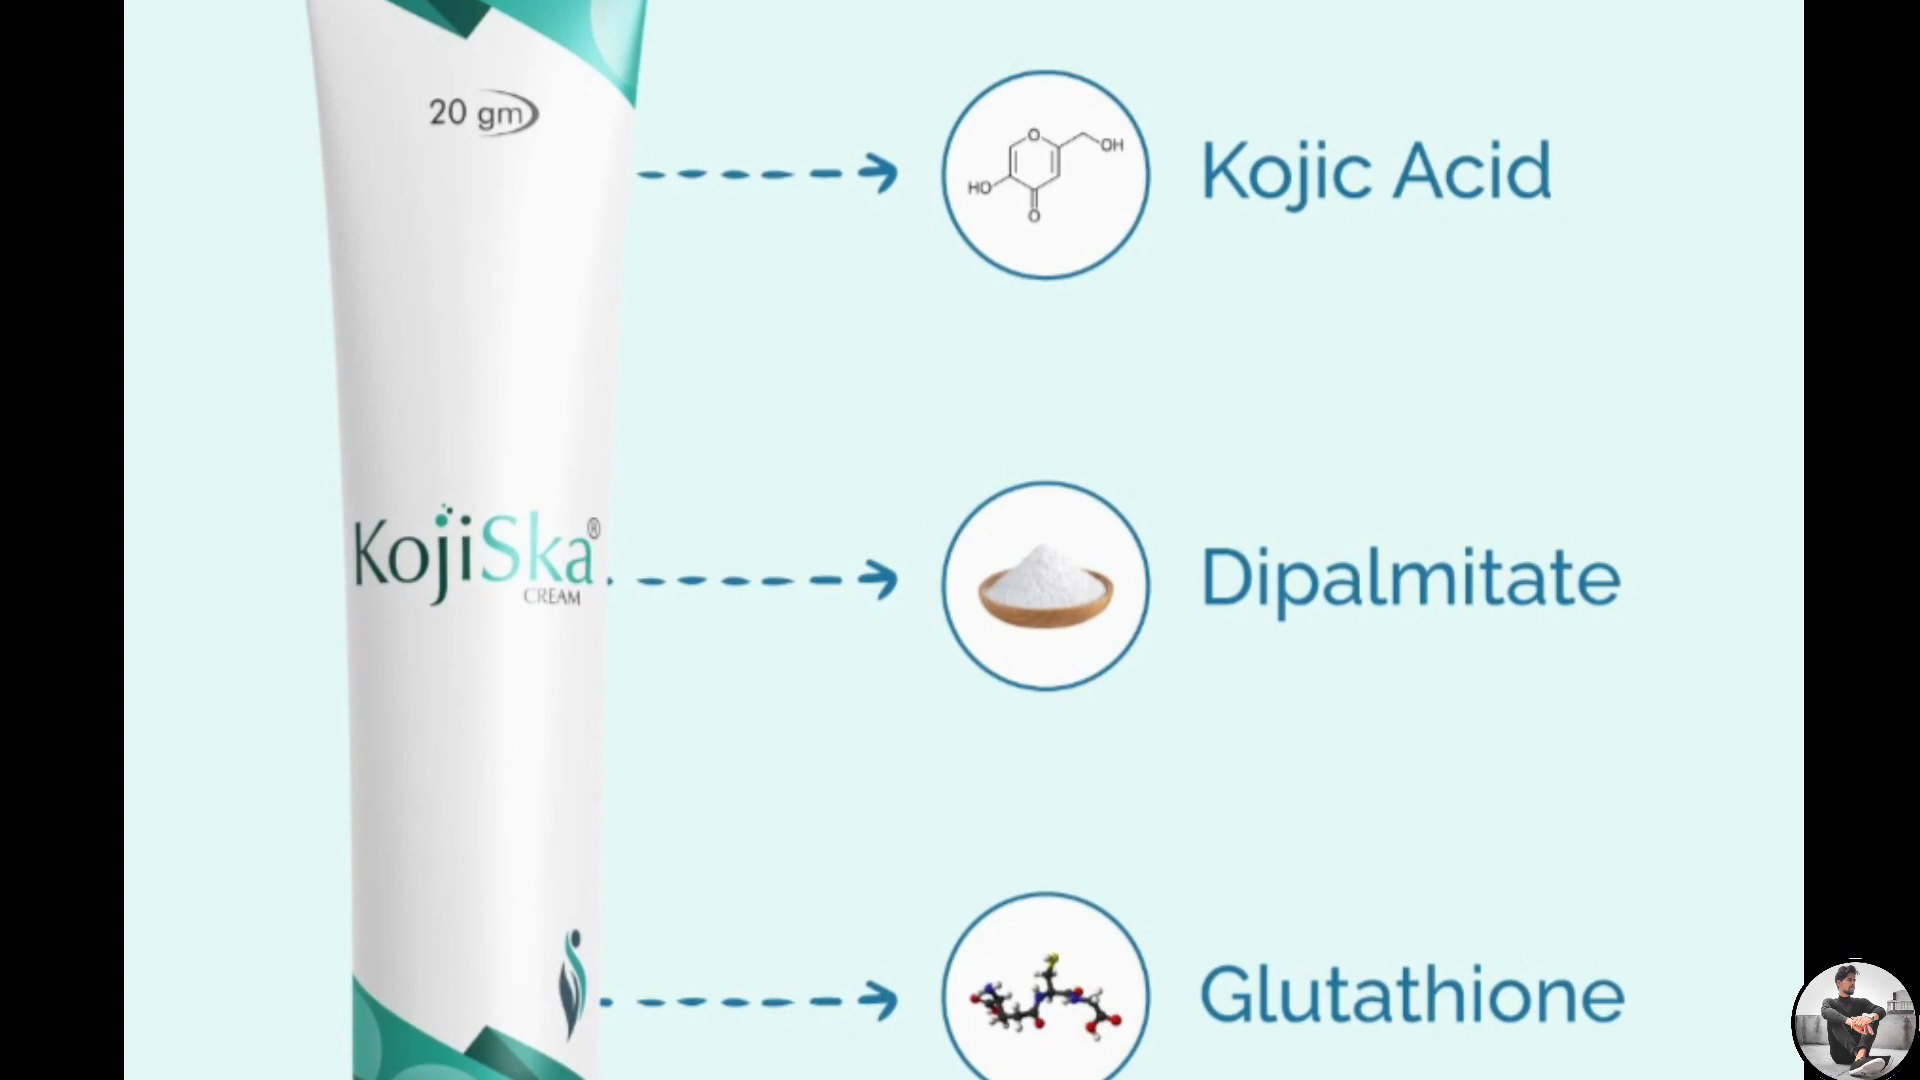 20 gm
KojiSka®
CREAM
O
OH
HO
O
Kojic Acid
Dipalmitate
Glutathione